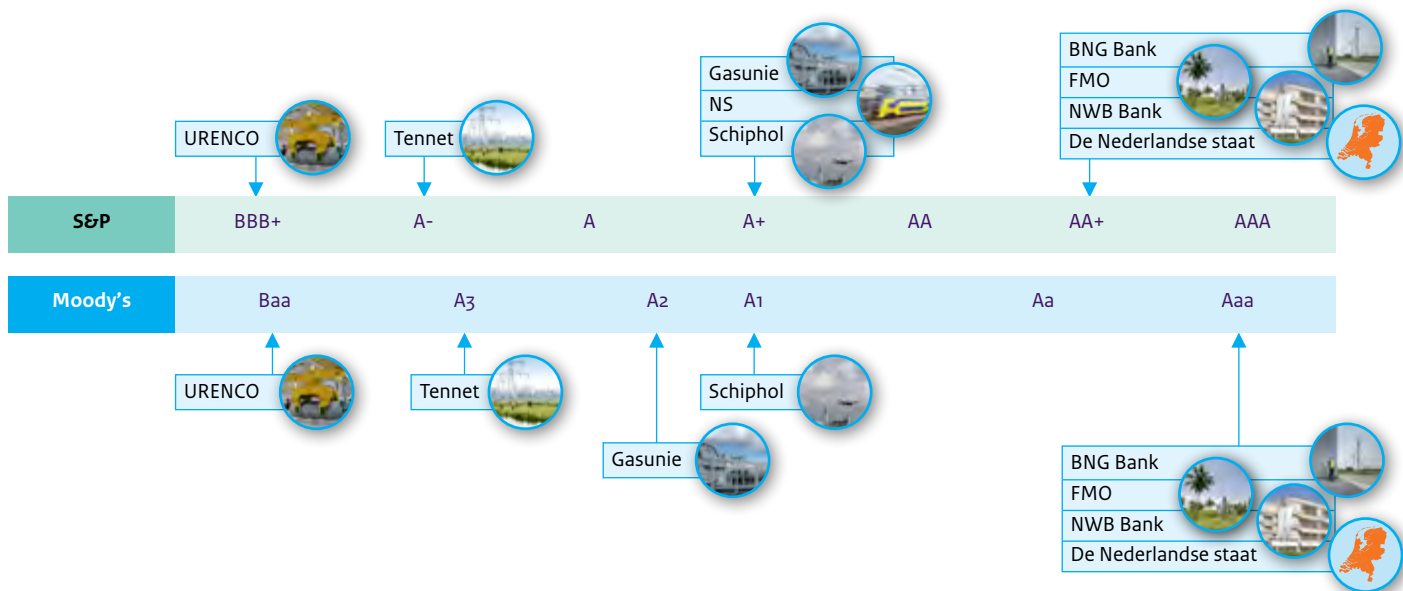 BNG Bank
FMO
NWB Bank
De Nederlandse staat
Gasunie
NS
Schiphol
URENCO
Tennet
S&P BBB+ A- A A+ AA AA+ AAA
Moody's Baa A3 A2 A1 Aa Aaa
URENCO
Tennet
Schiphol
Gasunie
BNG Bank
FMO
NWB Bank
De Nederlandse staat